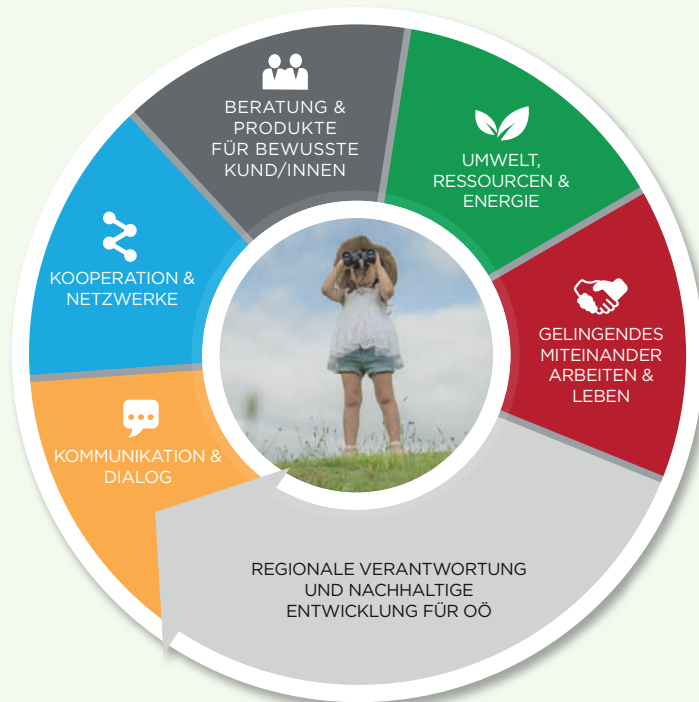 BERATUNG &
PRODUKTE
FÜR BEWUSSTE
KUND/INNEN
UMWELT,
RESSOURCEN &
ENERGIE
KOOPERATION &
NETZWERKE
GELINGENDES
MITEINANDER
ARBEITEN &
LEBEN
KOMMUNIKATION &
DIALOG
REGIONALE VERANTWORTUNG
UND NACHHALTIGE
ENTWICKLUNG FÜR OÖ